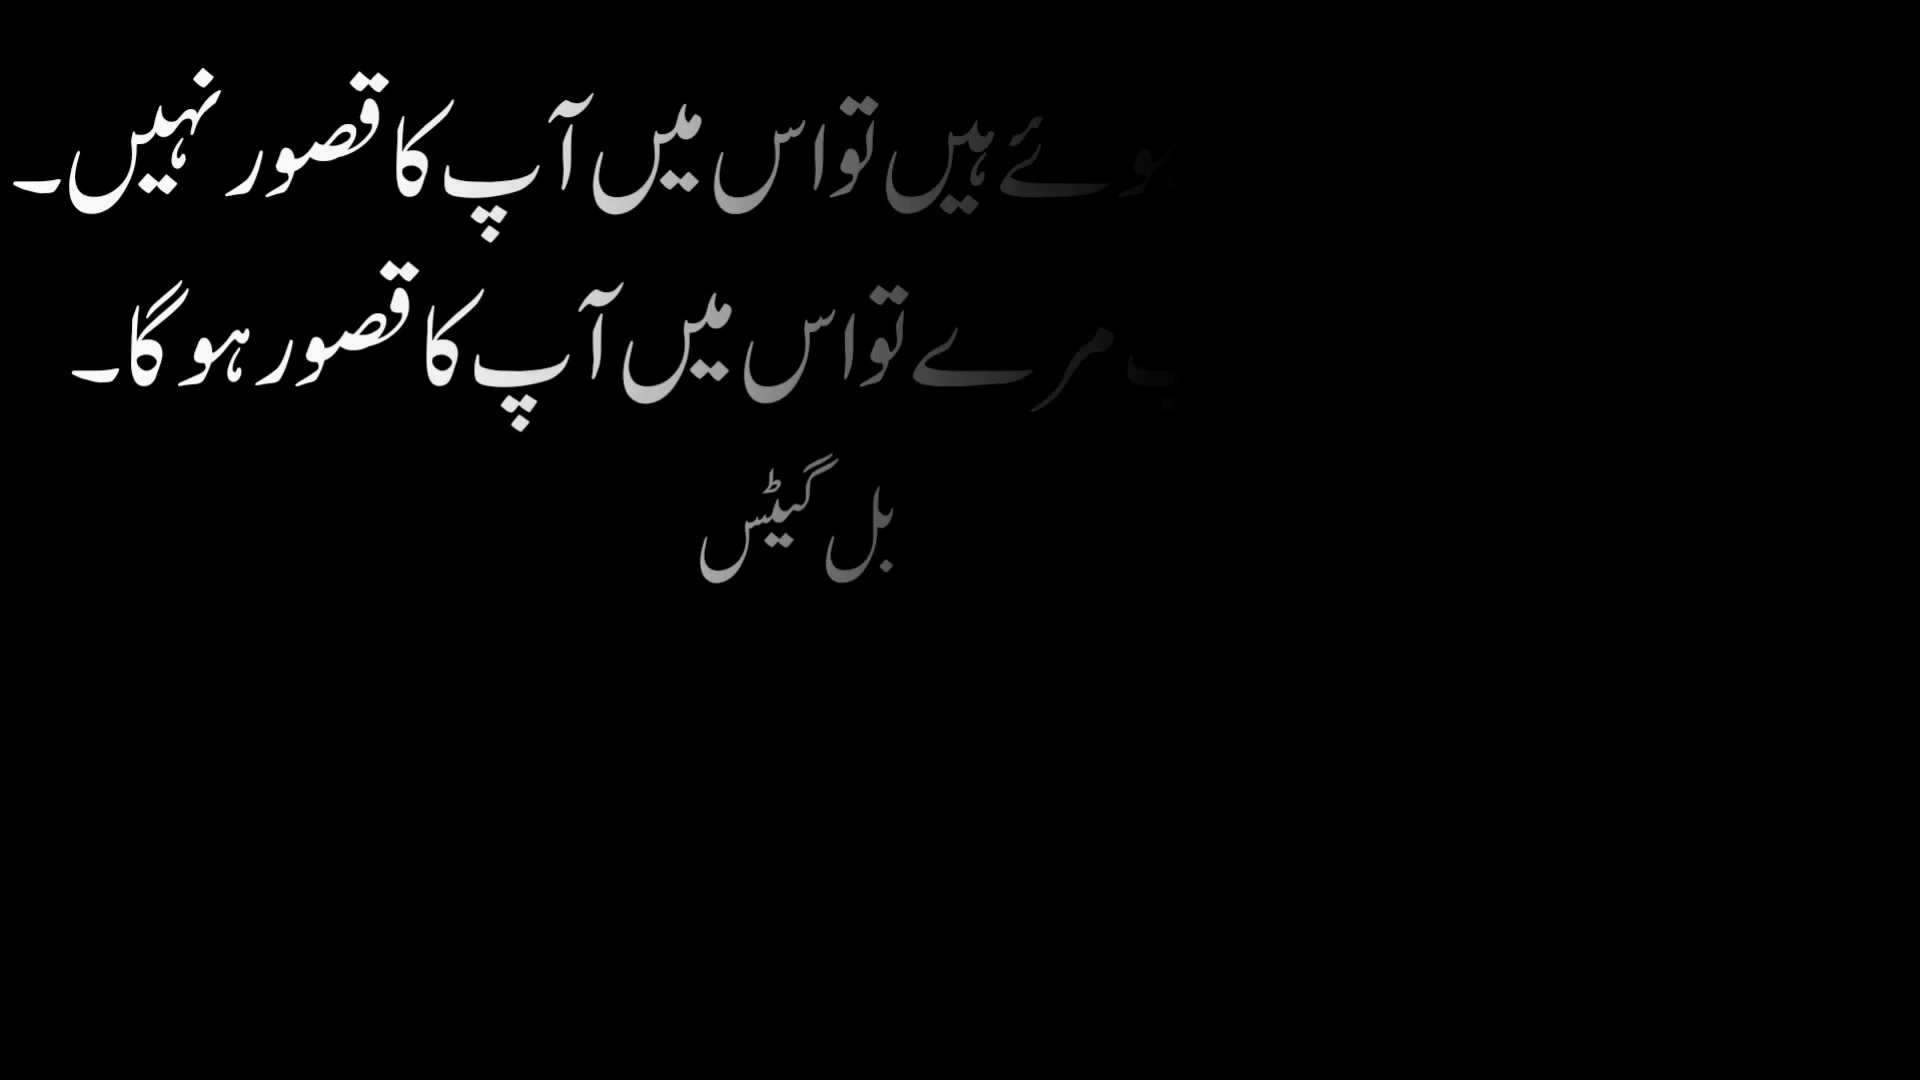 ہوئے ہیں تو اس میں آپ کا قصور نہیں۔
مرے تو اس میں آپ کا قصور ہو گا۔
بل گیٹس